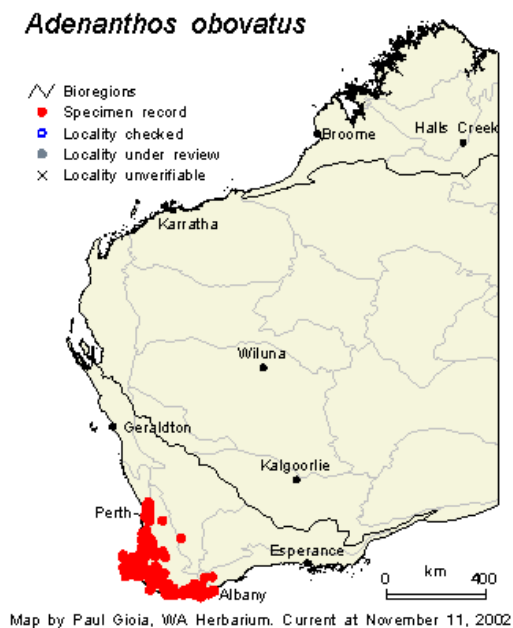 Adenanthos obovatus
Bioregions
Specimen record
Locality checked
Locality under review
Locality unverifiable
Broome
Halls Creek
Karratha
Wiluna
Geraldton
Kalgoorlie
Perth
Esperance
Albany
km
0 400
Map by Paul Gioia, WA Herbarium. Current at November 11, 2002